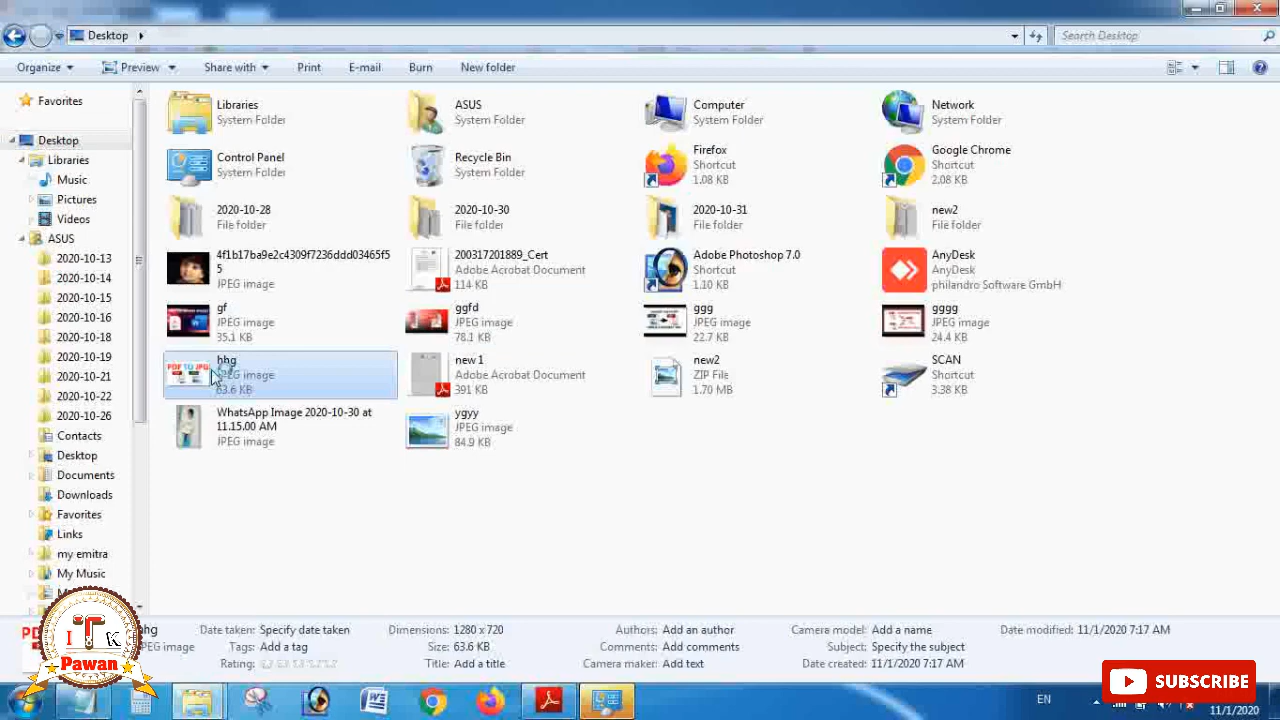 Desktop
Search Desktop
Organize
Preview
Share with
Print
E-mail
Burn
New folder
Favorites
Desktop
Libraries
Music
Pictures
Videos
ASUS
2020-10-13
2020-10-14
2020-10-15
2020-10-16
2020-10-18
2020-10-19
2020-10-21
2020-10-22
2020-10-26
Contacts
Desktop
Documents
Downloads
Favorites
Links
my emitra
My Music
Libraries
System Folder
ASUS
System Folder
Computer
System Folder
Network
System Folder
Control Panel
System Folder
Recycle Bin
System Folder
Firefox
Shortcut
1.08 KB
Google Chrome
Shortcut
2.08 KB
2020-10-28
File folder
2020-10-30
File folder
2020-10-31
File folder
new2
File folder
4f1b17ba9e2c4309f7236ddd03465f5
5
JPEG image
200317201889_Cert
Adobe Acrobat Document
114 KB
Adobe Photoshop 7.0
Shortcut
1.10 KB
AnyDesk
AnyDesk
philandro Software GmbH
gf
JPEG image
35.1 KB
ggfd
JPEG image
78.1 KB
ggg
JPEG image
22.7 KB
gggg
JPEG image
24.4 KB
PDF TO JPG
hhg
JPEG image
63.6 KB
new 1
Adobe Acrobat Document
391 KB
new2
ZIP File
1.70 MB
SCAN
Shortcut
3.38 KB
WhatsApp Image 2020-10-30 at
11.15.00 AM
JPEG image
ygyy
JPEG image
84.9 KB
hhg
JPEG image
Date taken: Specify date taken
Tags: Add a tag
Rating:
Dimensions: 1280 x 720
Size: 63.6 KB
Title: Add a title
Authors: Add an author
Comments: Add comments
Camera maker: Add text
Camera model: Add a name
Subject: Specify the subject
Date created: 11/1/2020 7:17 AM
Date modified: 11/1/2020 7:17 AM
I T K
Pawan
SUBSCRIBE
EN
11/1/2020